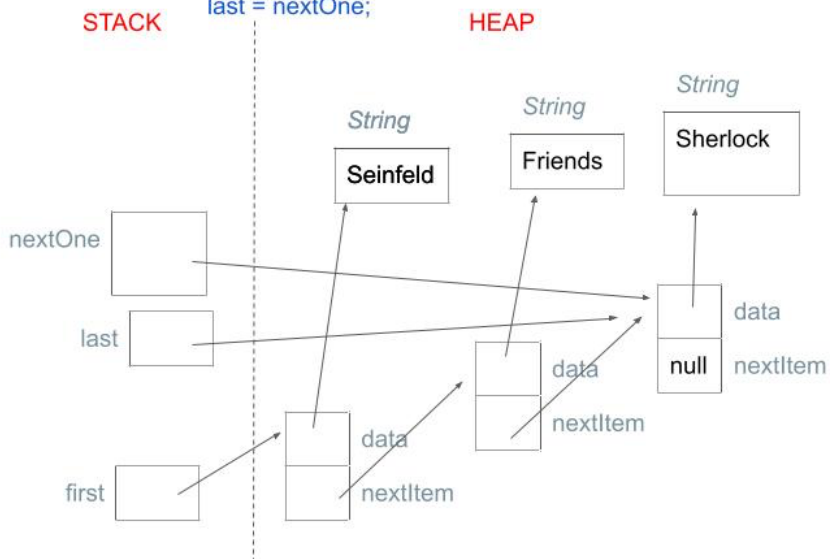 last = nextOne;
STACK
HEAP
String
String
String
Seinfeld
Friends
Sherlock
nextOne
last
first
data
nextItem
data
nextItem
data
null
nextItem